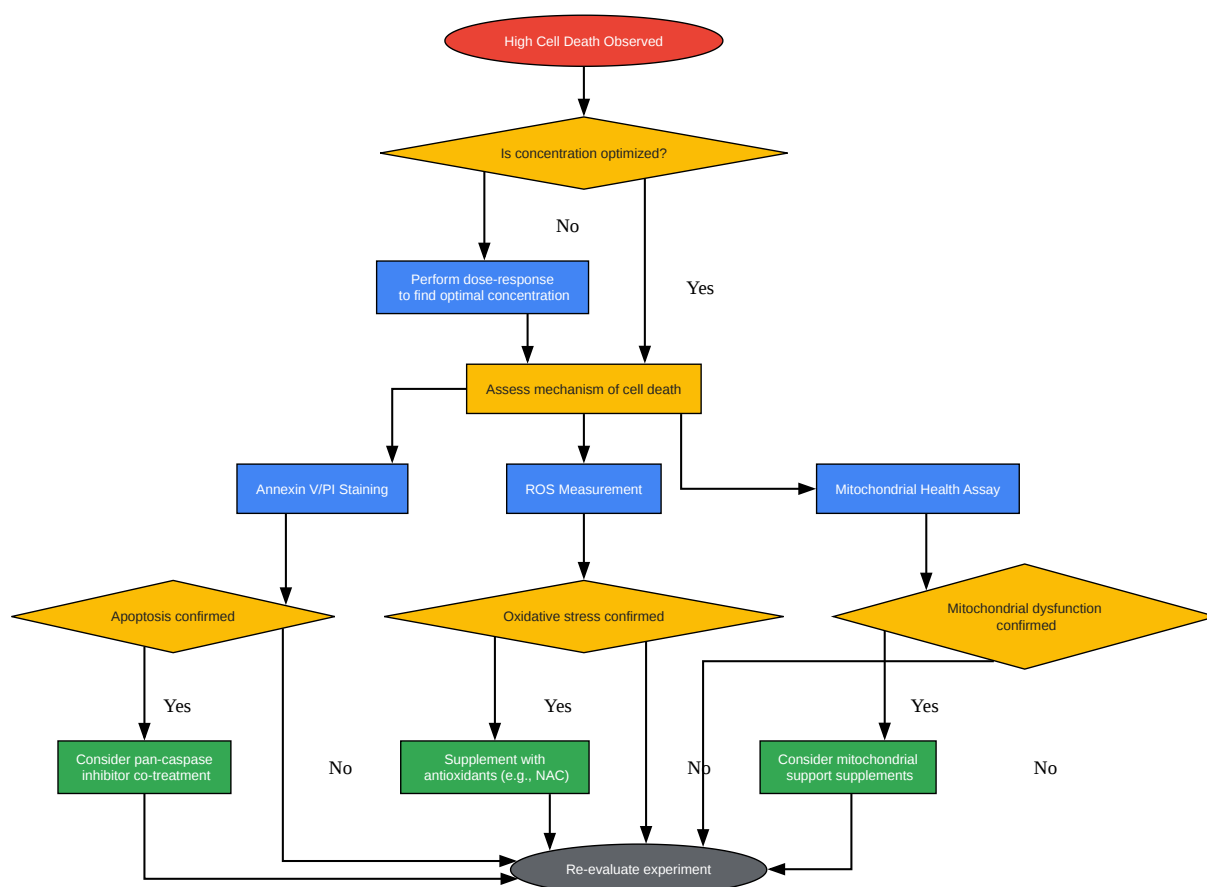 High Cell Death Observed
Is concentration optimized?
No
Perform dose-response
to find optimal concentration
Yes
Assess mechanism of cell death
Annexin V/PI Staining
ROS Measurement
Mitochondrial Health Assay
Apoptosis confirmed
Oxidative stress confirmed
Mitochondrial dysfunction
confirmed
Yes
Yes
Yes
Consider pan-caspase
inhibitor co-treatment
No
Supplement with
antioxidants (e.g., NAC)
No
Consider mitochondrial
support supplements
No
Re-evaluate experiment